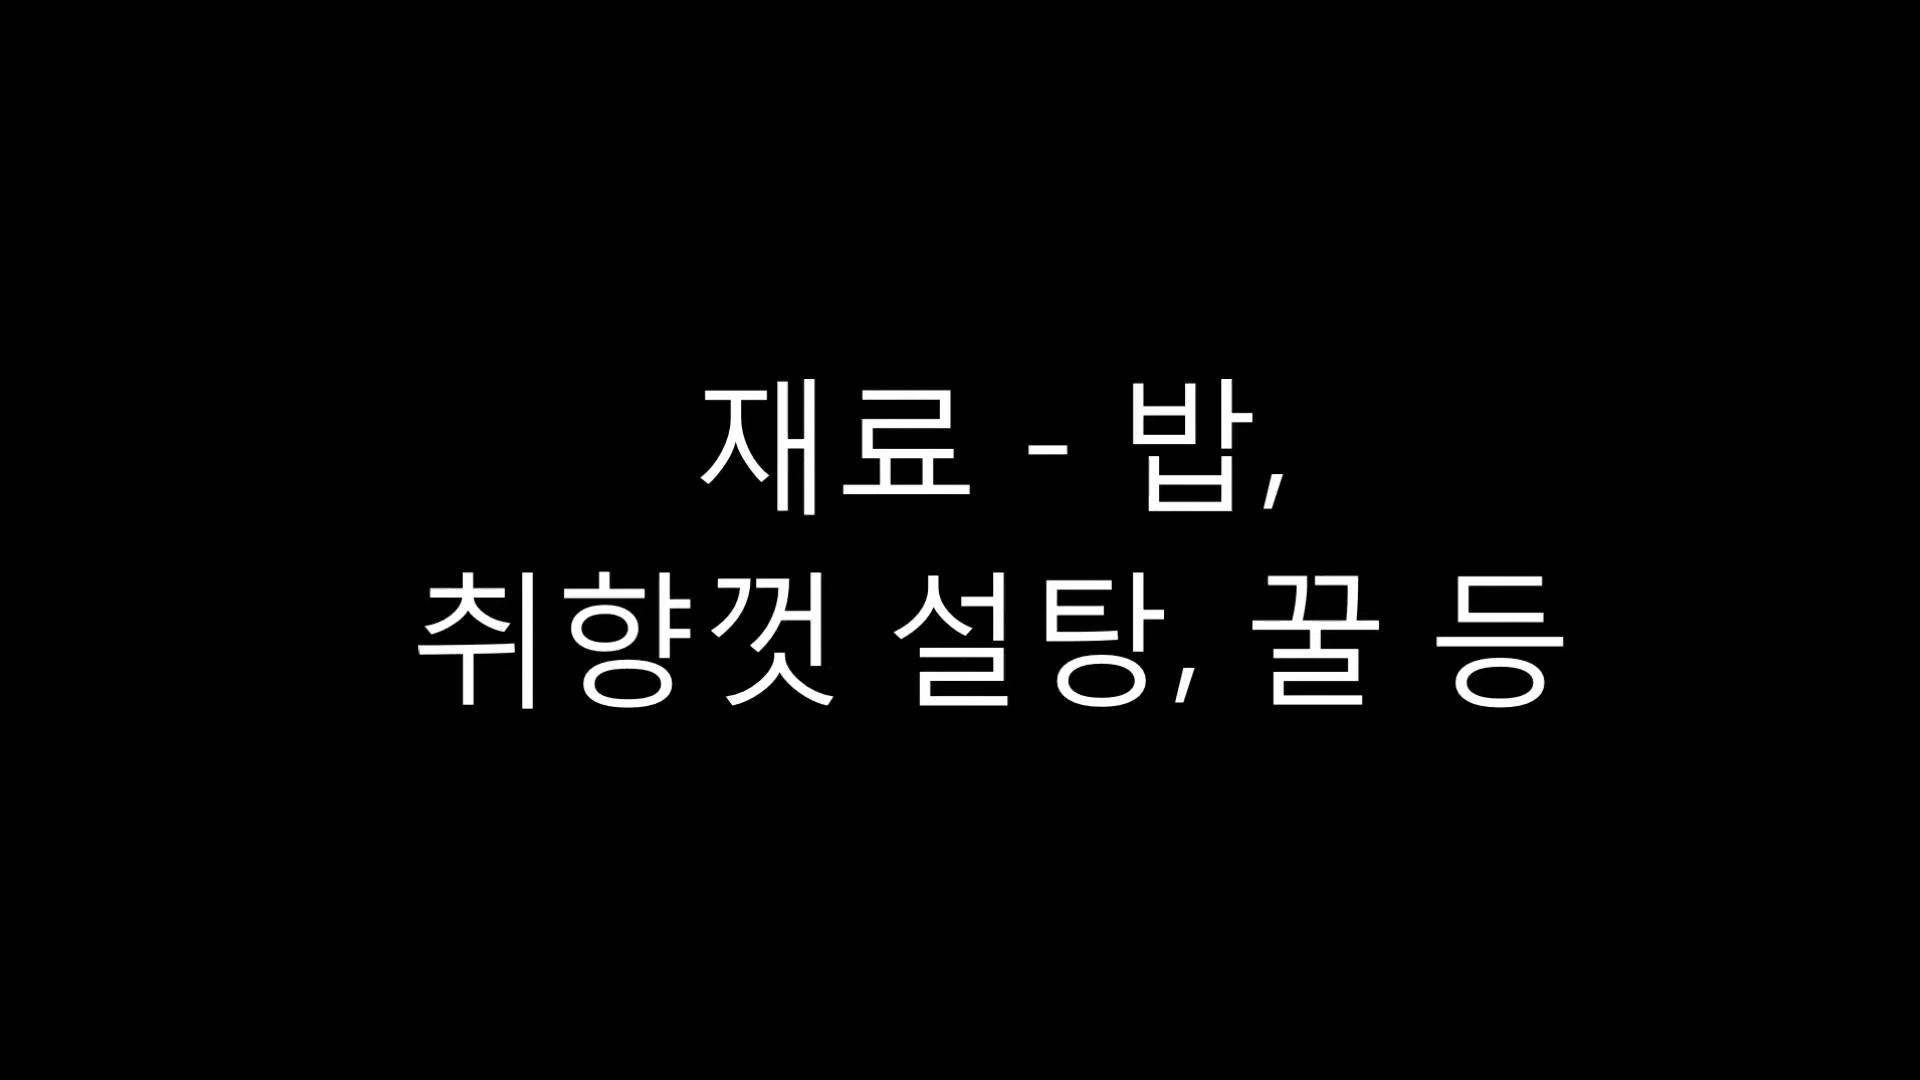 재료 - 밥,
취향껏 설탕, 꿀 등